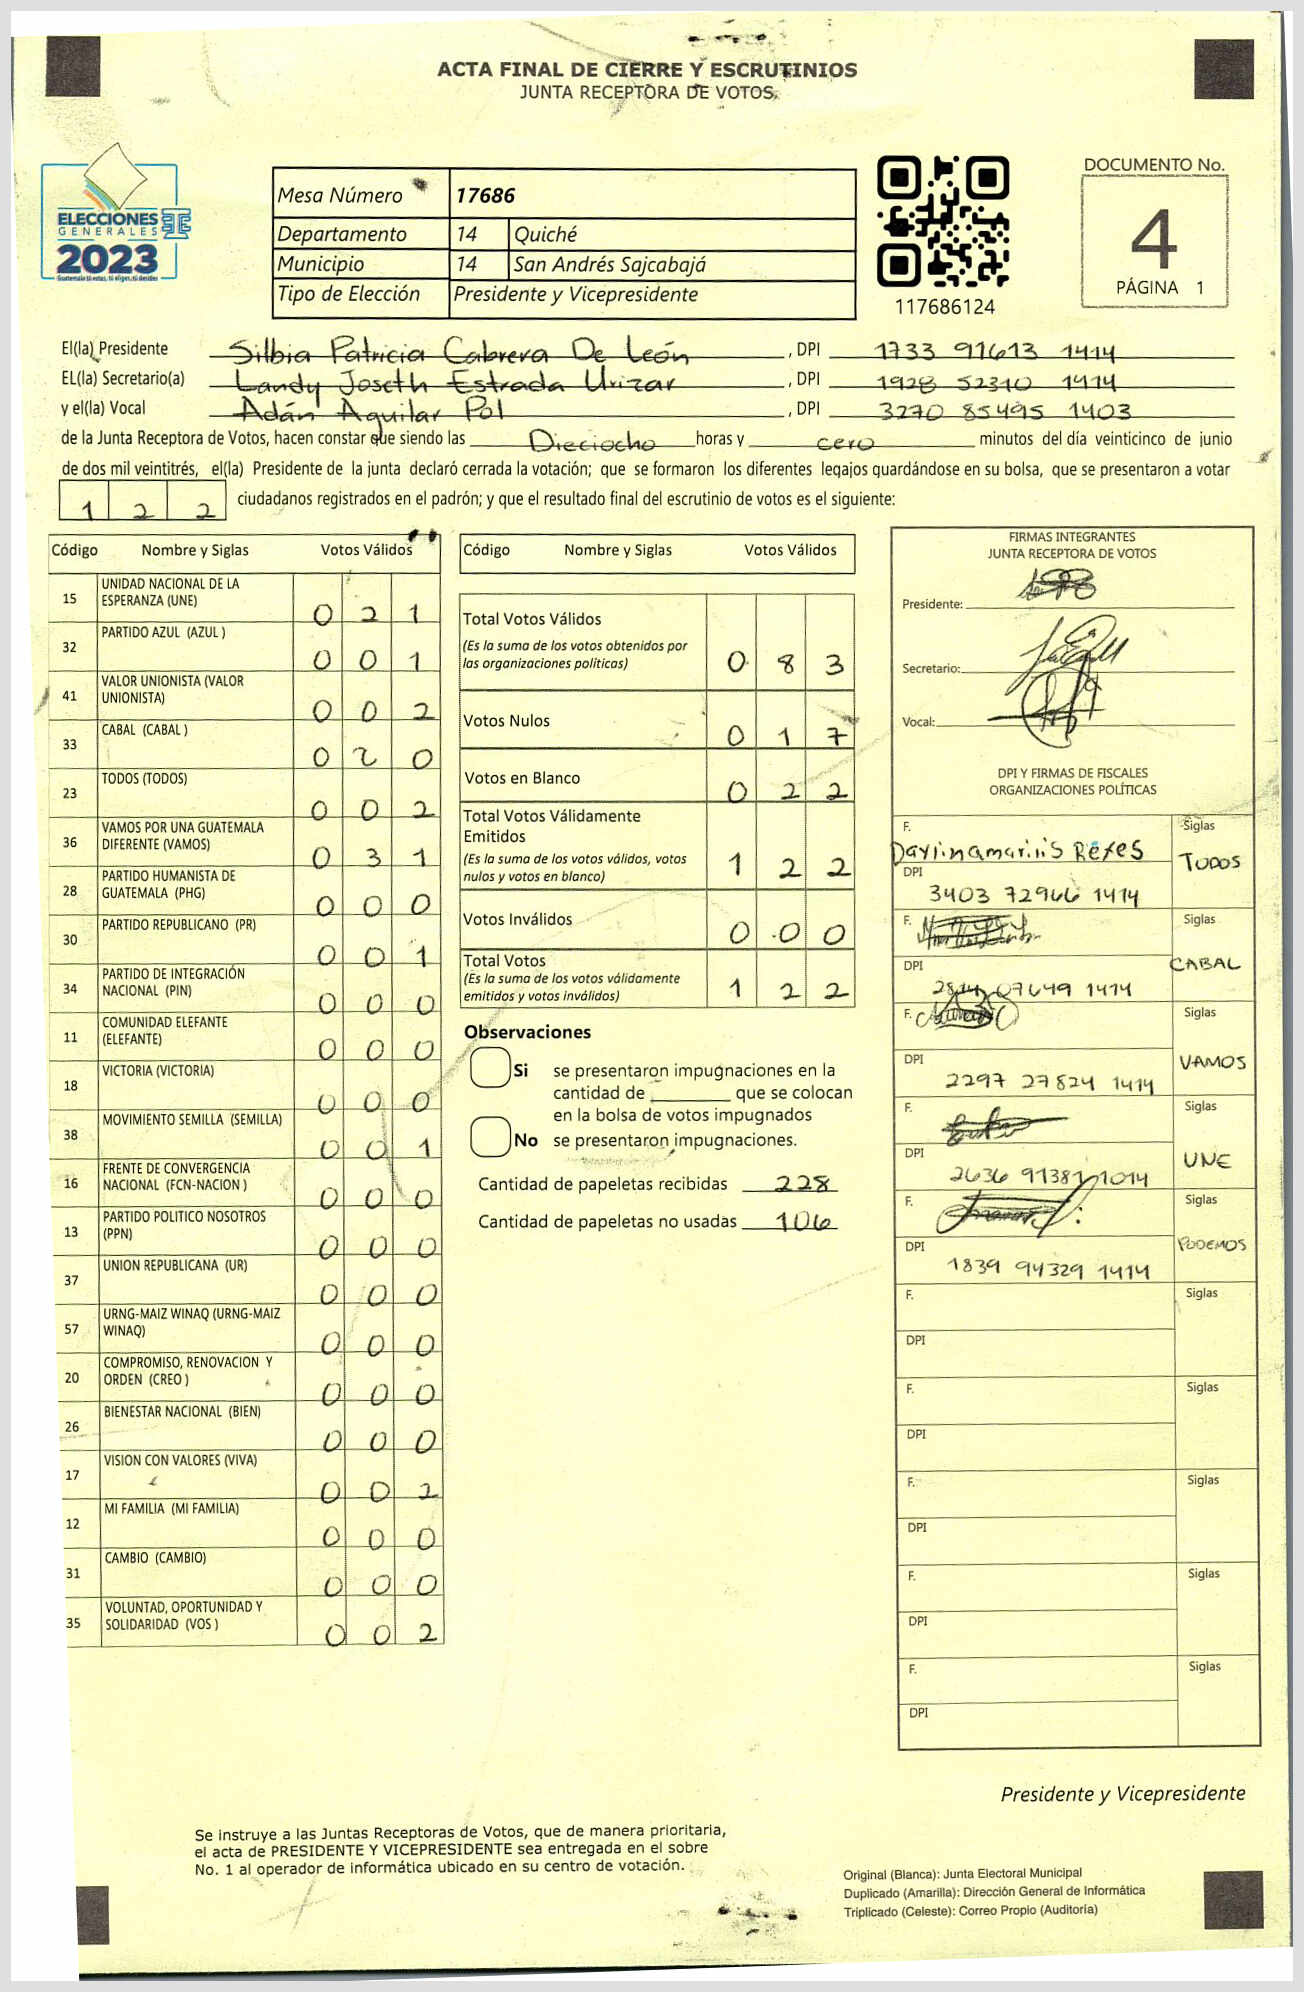 ACTA FINAL DE CIERRE Y ESCRUTINIOS
JUNTA RECEPTORA DE VOTOS
ELECCIONES
GENERALES
2023
Guatemala tú votas, tú eliges, tú decides
Mesa Número 17686
Departamento 14 Quiché
Municipio 14 San Andrés Sajcabajá
Tipo de Elección Presidente y Vicepresidente
117686124
DOCUMENTO No.
4
PÁGINA 1
El(la) Presidente Silbia Patricia Cabrera De León , DPI 1733 91613 1414
EL(la) Secretario(a) Landy Joseth Estrada Urizar , DPI 1928 52310 1414
y el(la) Vocal Adán Aguilar Pol , DPI 3270 85495 1403
de la Junta Receptora de Votos, hacen constar que siendo las Dieciocho horas y cero minutos del día veinticinco de junio
de dos mil veintitrés, el(la) Presidente de la junta declaró cerrada la votación; que se formaron los diferentes legajos guardándose en su bolsa, que se presentaron a votar
1 2 2 ciudadanos registrados en el padrón; y que el resultado final del escrutinio de votos es el siguiente:
Código Nombre y Siglas Votos Válidos
15 UNIDAD NACIONAL DE LA
ESPERANZA (UNE) 0 2 1
32 PARTIDO AZUL (AZUL ) 0 0 1
41 VALOR UNIONISTA (VALOR
UNIONISTA) 0 0 2
33 CABAL (CABAL ) 0 2 0
23 TODOS (TODOS) 0 0 2
36 VAMOS POR UNA GUATEMALA
DIFERENTE (VAMOS) 0 3 1
28 PARTIDO HUMANISTA DE
GUATEMALA (PHG) 0 0 0
30 PARTIDO REPUBLICANO (PR) 0 0 1
34 PARTIDO DE INTEGRACIÓN
NACIONAL (PIN) 0 0 0
11 COMUNIDAD ELEFANTE
(ELEFANTE) 0 0 0
18 VICTORIA (VICTORIA) 0 0 0
38 MOVIMIENTO SEMILLA (SEMILLA) 0 0 1
16 FRENTE DE CONVERGENCIA
NACIONAL (FCN-NACION ) 0 0 0
13 PARTIDO POLITICO NOSOTROS
(PPN) 0 0 0
37 UNION REPUBLICANA (UR) 0 0 0
57 URNG-MAIZ WINAQ (URNG-MAIZ
WINAQ) 0 0 0
20 COMPROMISO, RENOVACION Y
ORDEN (CREO ) 0 0 0
26 BIENESTAR NACIONAL (BIEN) 0 0 0
17 VISION CON VALORES (VIVA) 0 0 2
12 MI FAMILIA (MI FAMILIA) 0 0 0
31 CAMBIO (CAMBIO) 0 0 0
35 VOLUNTAD, OPORTUNIDAD Y
SOLIDARIDAD (VOS ) 0 0 2
Código Nombre y Siglas Votos Válidos
Total Votos Válidos
(Es la suma de los votos obtenidos por
las organizaciones políticas) 0 8 3
Votos Nulos 0 1 7
Votos en Blanco 0 2 2
Total Votos Válidamente
Emitidos
(Es la suma de los votos válidos, votos
nulos y votos en blanco) 1 2 2
Votos Inválidos 0 0 0
Total Votos
(Es la suma de los votos válidamente
emitidos y votos inválidos) 1 2 2
Observaciones
Si se presentaron impugnaciones en la
cantidad de ________ que se colocan
en la bolsa de votos impugnados
No se presentaron impugnaciones.
Cantidad de papeletas recibidas 228
Cantidad de papeletas no usadas 106
FIRMAS INTEGRANTES
JUNTA RECEPTORA DE VOTOS
Presidente:
Secretario:
Vocal:
DPI Y FIRMAS DE FISCALES
ORGANIZACIONES POLÍTICAS
F. Siglas
Daylinamarilis Reyes TODOS
DPI
3403 72966 1414
F. Siglas
DPI CABAL
07649 1414
F. Siglas
DPI VAMOS
2297 27824 1414
F. Siglas
DPI UNE
2636 91381 1014
F. Siglas
DPI PODEMOS
1839 94329 1414
F. Siglas
DPI
F. Siglas
DPI
F. Siglas
DPI
F. Siglas
DPI
F. Siglas
DPI
Presidente y Vicepresidente
Se instruye a las Juntas Receptoras de Votos, que de manera prioritaria,
el acta de PRESIDENTE Y VICEPRESIDENTE sea entregada en el sobre
No. 1 al operador de informática ubicado en su centro de votación.
Original (Blanca): Junta Electoral Municipal
Duplicado (Amarilla): Dirección General de Informática
Triplicado (Celeste): Correo Propio (Auditoría)